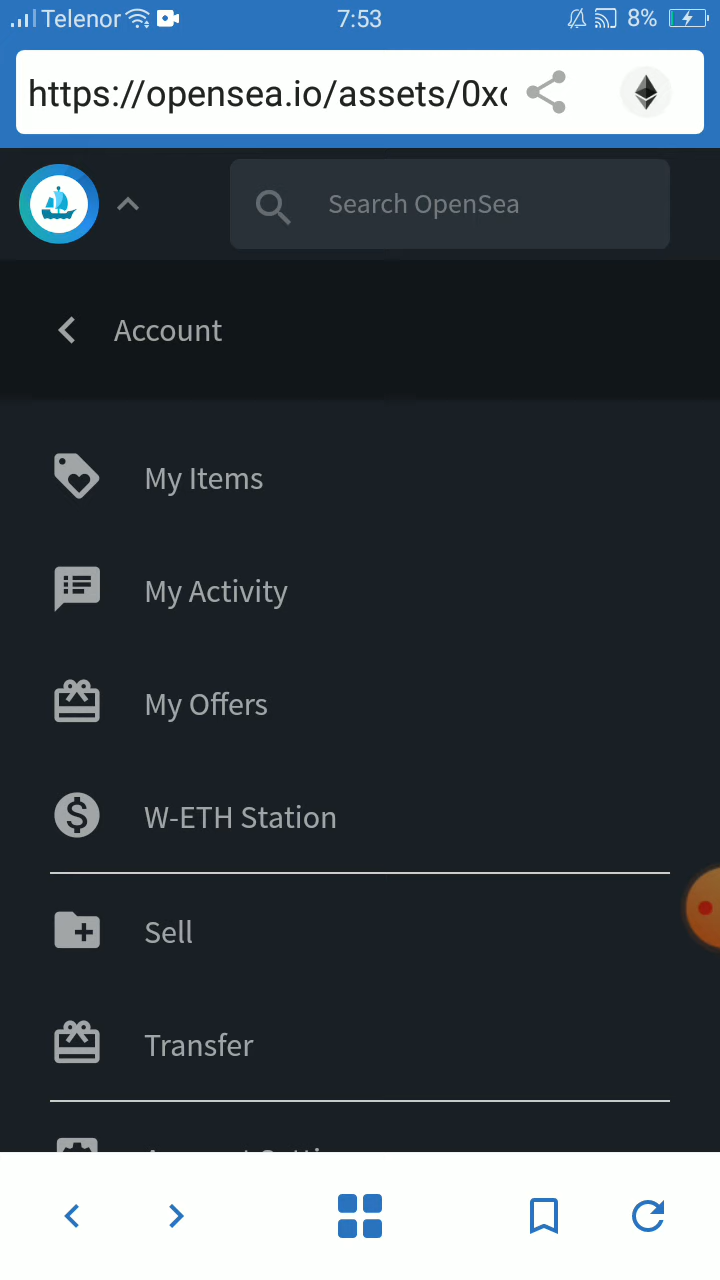 Telenor 7:53 8%
https://opensea.io/assets/0x
Search OpenSea
Account
My Items
My Activity
My Offers
W-ETH Station
Sell
Transfer